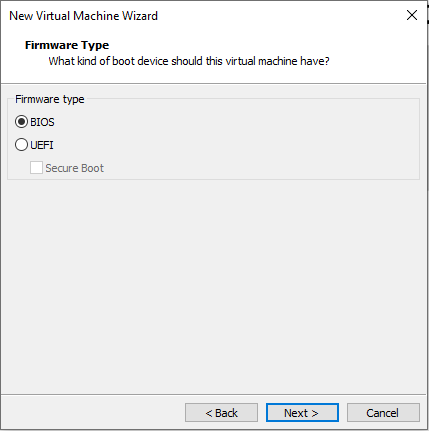 New Virtual Machine Wizard
Firmware Type
What kind of boot device should this virtual machine have?
Firmware type
BIOS
UEFI
Secure Boot
< Back Next > Cancel